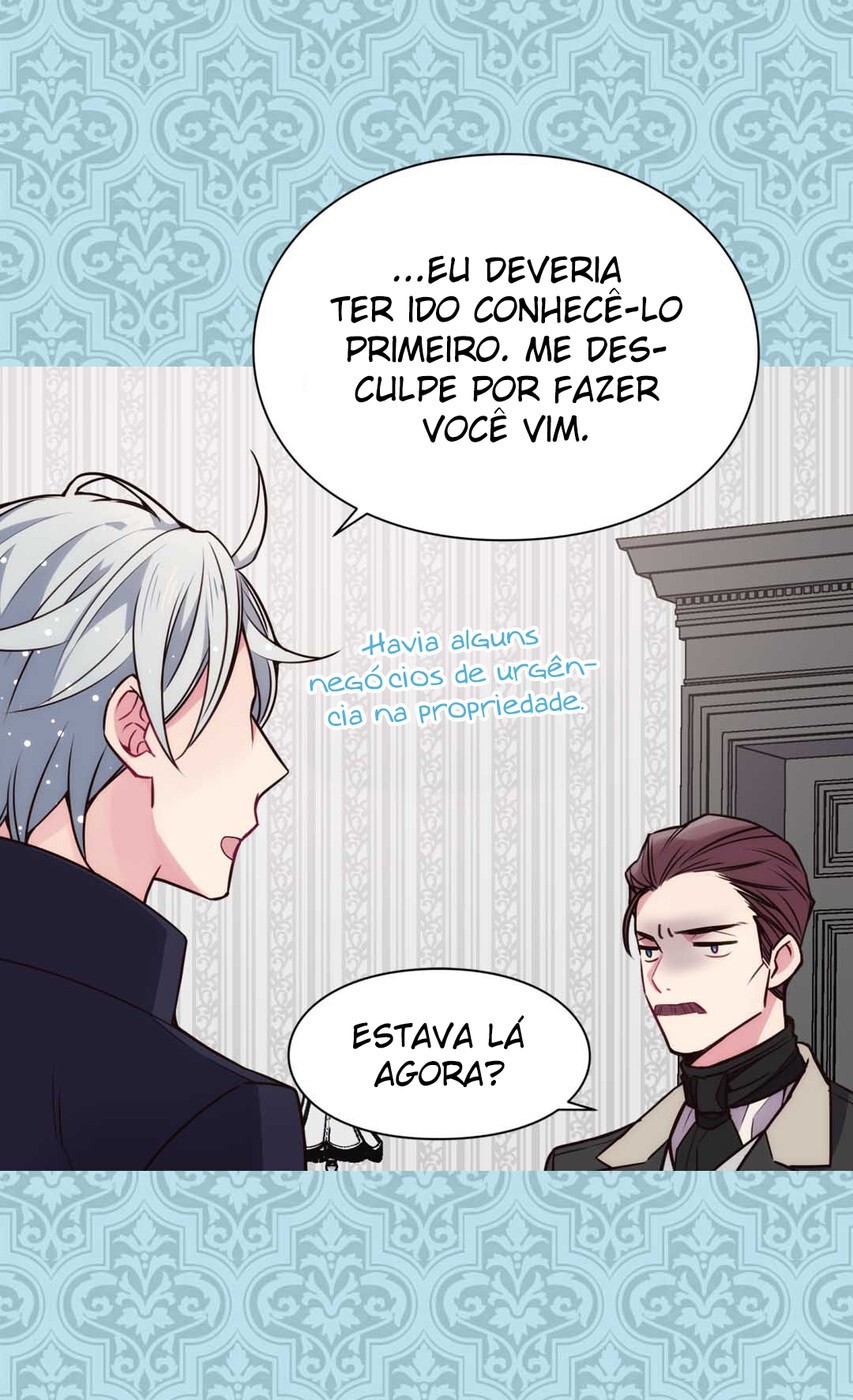 ...EU DEVERIA
TER IDO CONHECÊ-LO
PRIMEIRO. ME DES-
CULPE POR FAZER
VOCÊ VIM.
Havia alguns
negócios de urgên-
cia na propriedade.
ESTAVA LÁ
AGORA?